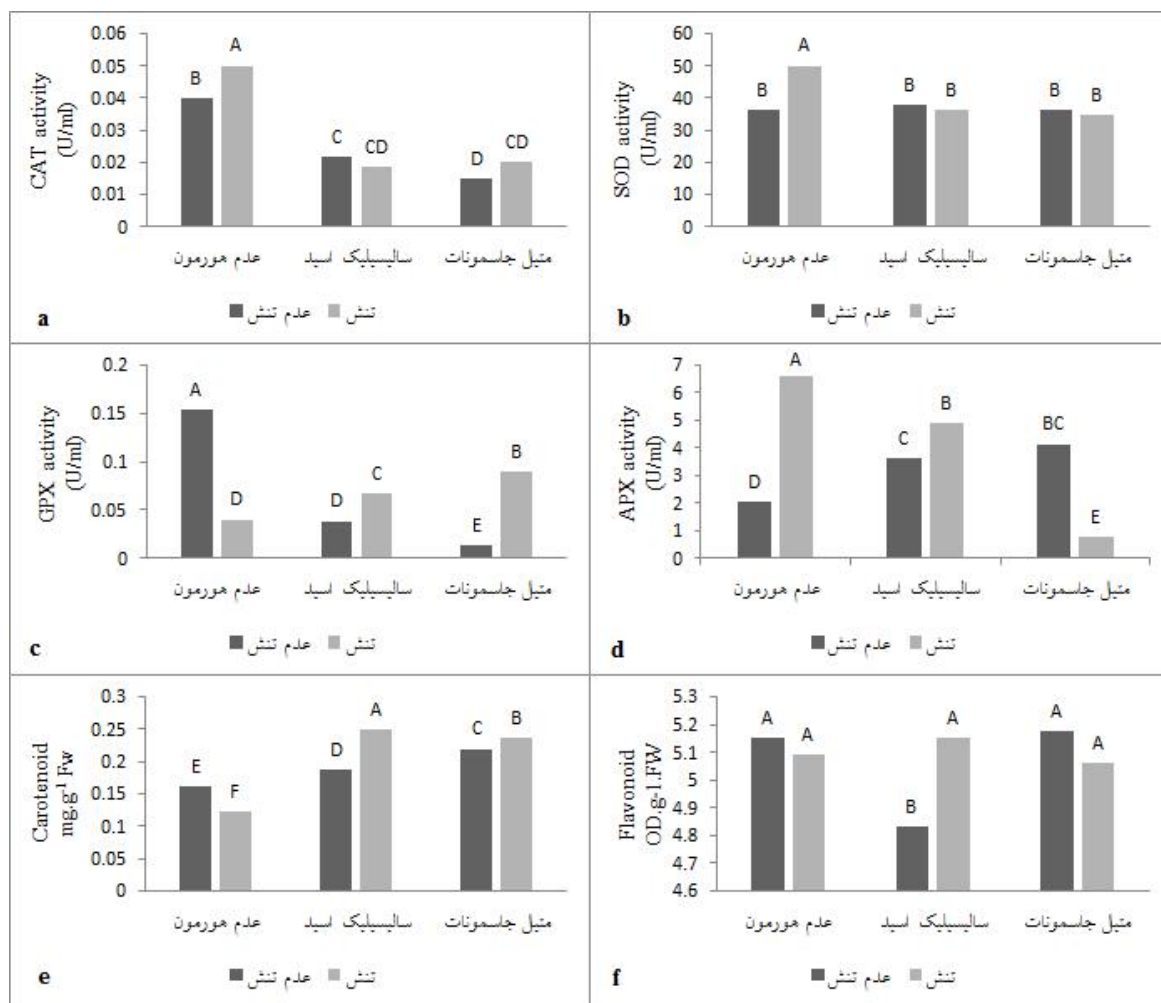 CAT activity
(U/ml)
0.06
0.05
0.04
0.03
0.02
0.01
0
B
A
C
CD
D
CD
عدم هورمون
سالیسیلیک اسید
متیل جاسمونات
عدم تنش
تنش
a
SOD activity
(U/ml)
60
50
40
30
20
10
0
B
A
B
B
B
B
عدم هورمون
سالیسیلیک اسید
متیل جاسمونات
عدم تنش
تنش
b
GPX activity
(U/ml)
0.2
0.15
0.1
0.05
0
A
D
D
C
E
B
عدم هورمون
سالیسیلیک اسید
متیل جاسمونات
عدم تنش
تنش
c
APX activity
(U/ml)
7
6
5
4
3
2
1
0
D
A
C
B
BC
E
عدم هورمون
سالیسیلیک اسید
متیل جاسمونات
عدم تنش
تنش
d
Carotenoid
mg.g⁻¹ Fw
0.3
0.25
0.2
0.15
0.1
0.05
0
E
F
D
A
C
B
عدم هورمون
سالیسیلیک اسید
متیل جاسمونات
عدم تنش
تنش
e
Flavonoid
OD.g-1.FW
5.3
5.2
5.1
5
4.9
4.8
4.7
4.6
A
A
B
A
A
A
عدم هورمون
سالیسیلیک اسید
متیل جاسمونات
عدم تنش
تنش
f